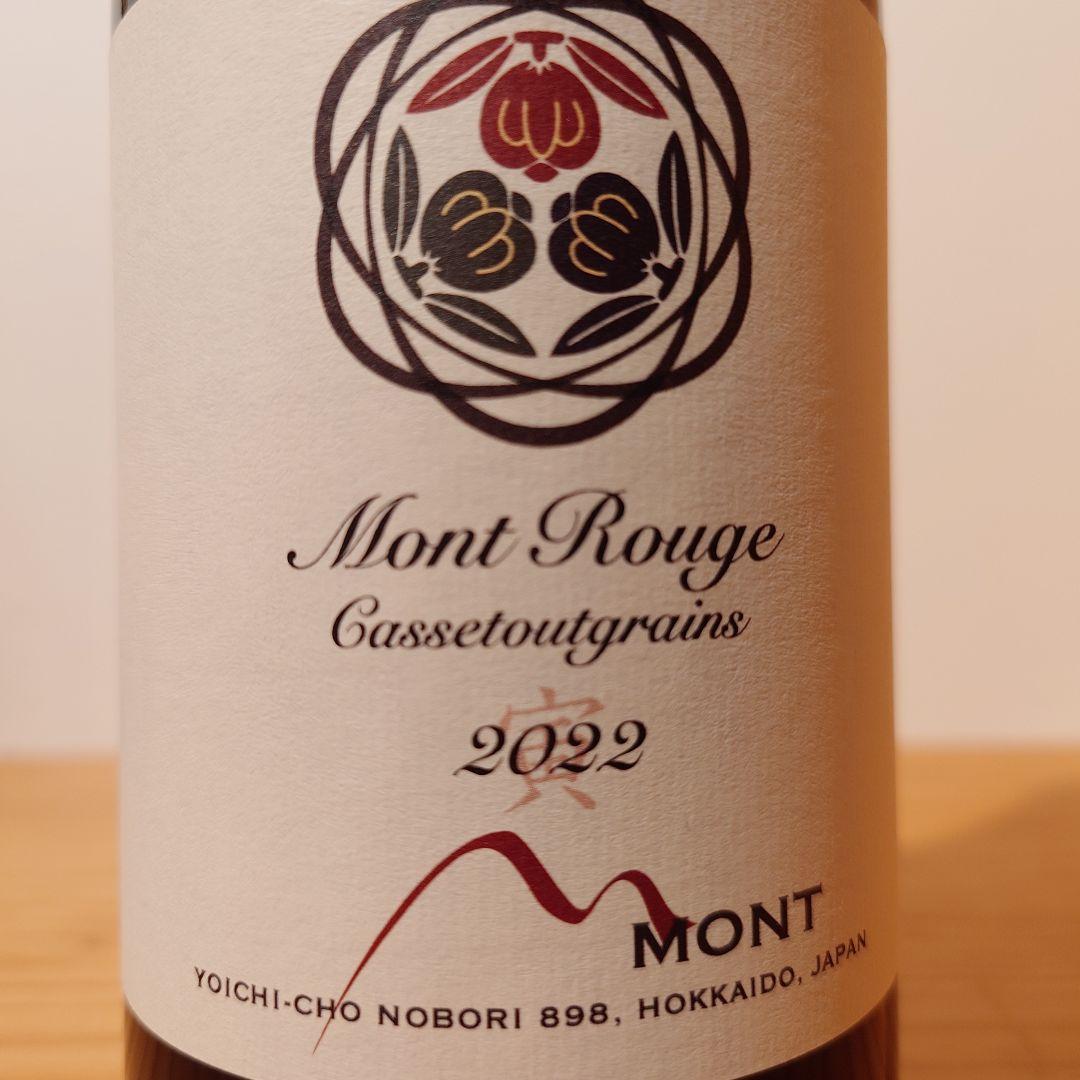 Mont Rouge
Cassetoutgrains
寅
2022
MONT
YOICHI-CHO NOBORI 898, HOKKAIDO, JAPAN